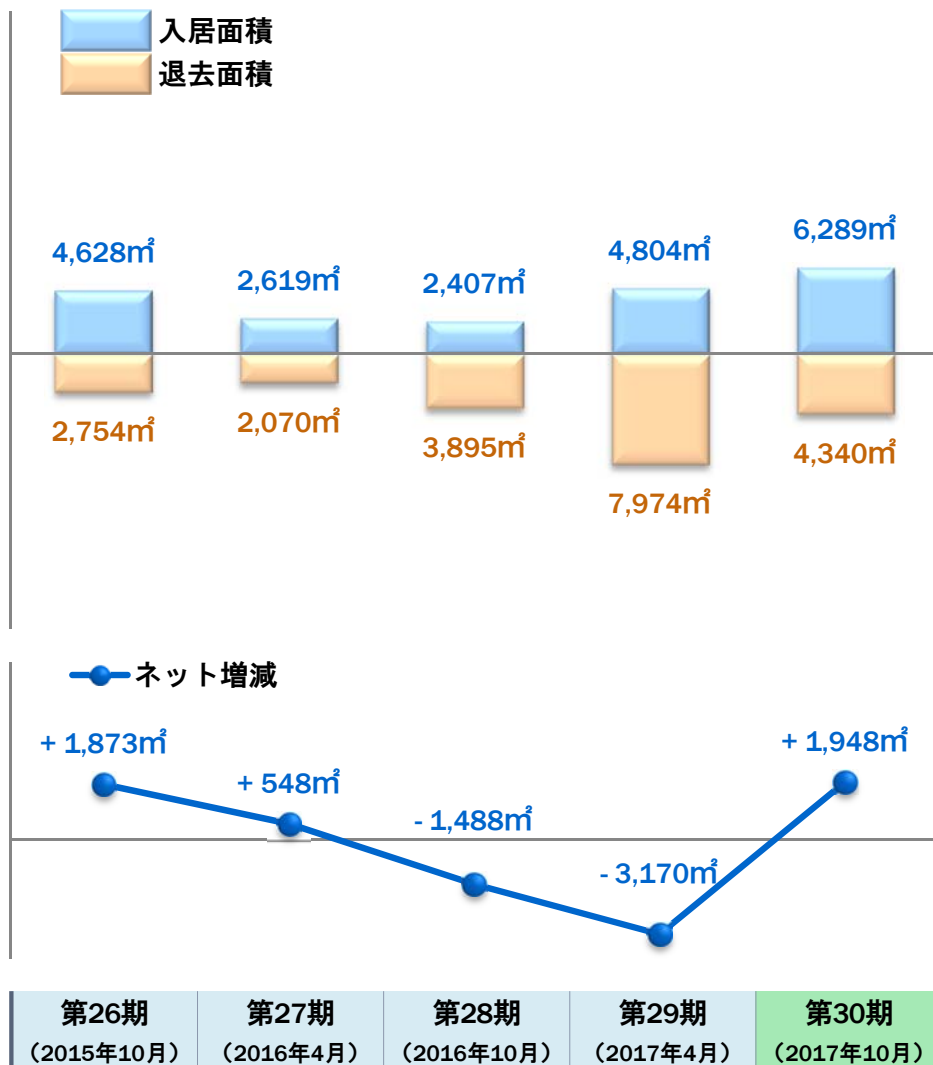 入居面積
退去面積
4,628㎡
2,619㎡
2,407㎡
4,804㎡
6,289㎡
2,754㎡
2,070㎡
3,895㎡
7,974㎡
4,340㎡
ネット増減
+ 1,873㎡
+ 548㎡
- 1,488㎡
- 3,170㎡
+ 1,948㎡
第26期
（2015年10月）
第27期
（2016年4月）
第28期
（2016年10月）
第29期
（2017年4月）
第30期
（2017年10月）